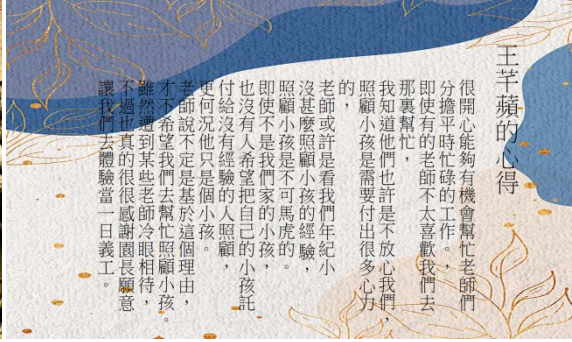 王芊蘋的心得
很開心能夠有機會幫忙老師們
分擔平時忙碌的工作。，
即使有的老師不太喜歡我們去
那裏幫忙，
我知道他們也許是不放心我們，
照顧小孩是需要付出很多心力
的，
老師或許是看我們年紀小
沒甚麼照顧小孩的經驗，
照顧小孩是不可馬虎的。
即使不是我們家的小孩，
也沒有人希望把自己的小孩託
付給沒有經驗的人照顧，
更何況他只是個小孩。
老師說不定是基於這個理由，
才不希望我們去幫忙照顧小孩。
雖然遭到某些老師冷眼相待，
不過也真的很很感謝園長願意
讓我們去體驗當一日義工。